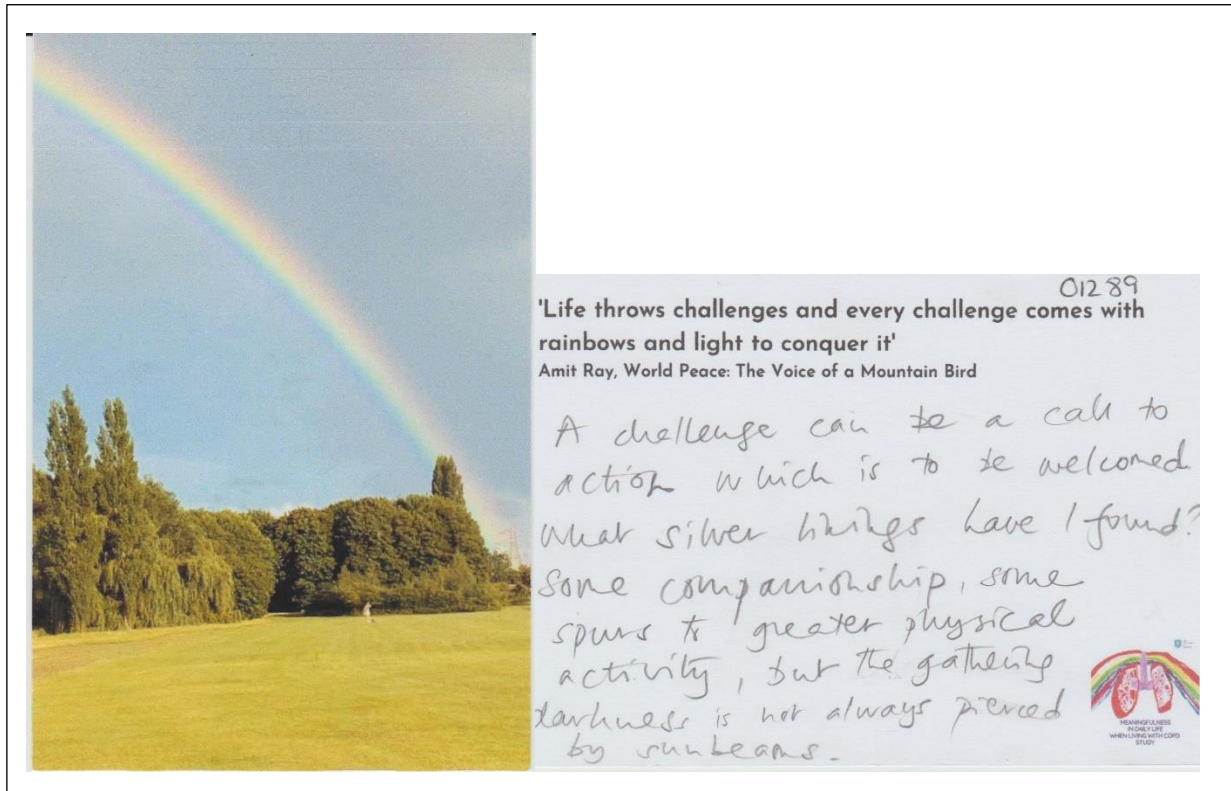 01289
'Life throws challenges and every challenge comes with
rainbows and light to conquer it'
Amit Ray, World Peace: The Voice of a Mountain Bird
A challenge can be a call to
action which is to be welcomed
What silver linings have I found?
Some companionship, some
spurs to greater physical
activity, but the gathering
darkness is not always pierced
by sunbeams.
MEANINGFULNESS
IN DAILY LIFE
WHEN LIVING WITH COPD
STUDY